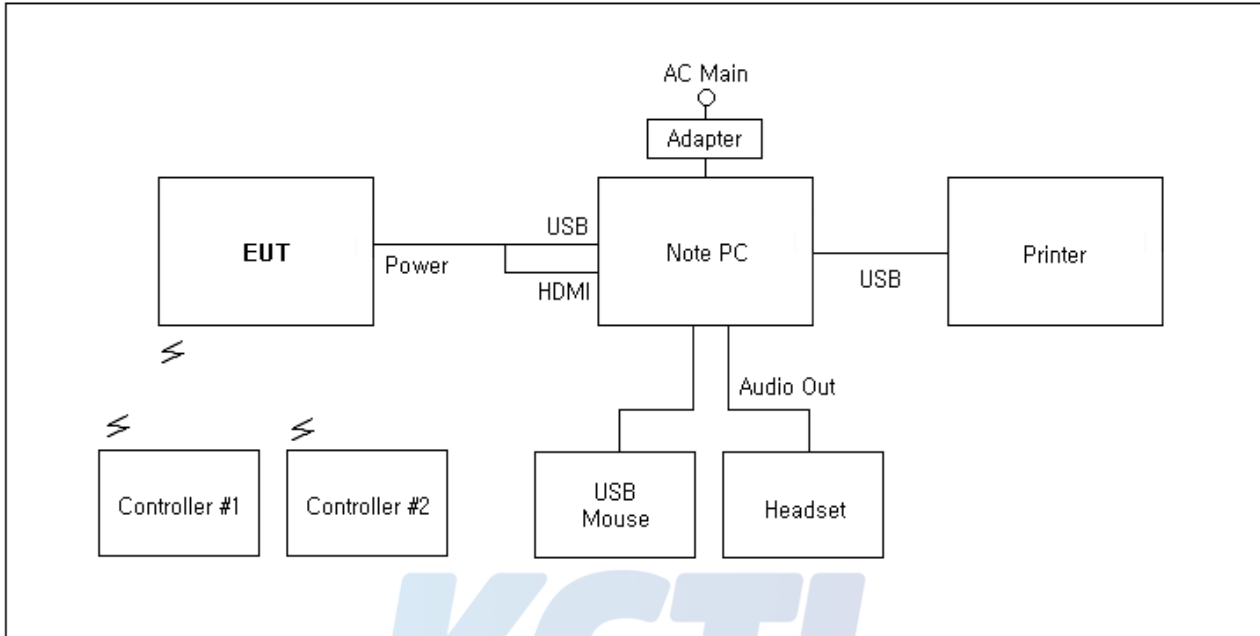 AC Main
Adapter
EUT
Power
USB
HDMI
Note PC
USB
Printer
Audio Out
Controller #1
Controller #2
USB
Mouse
Headset
KCTL